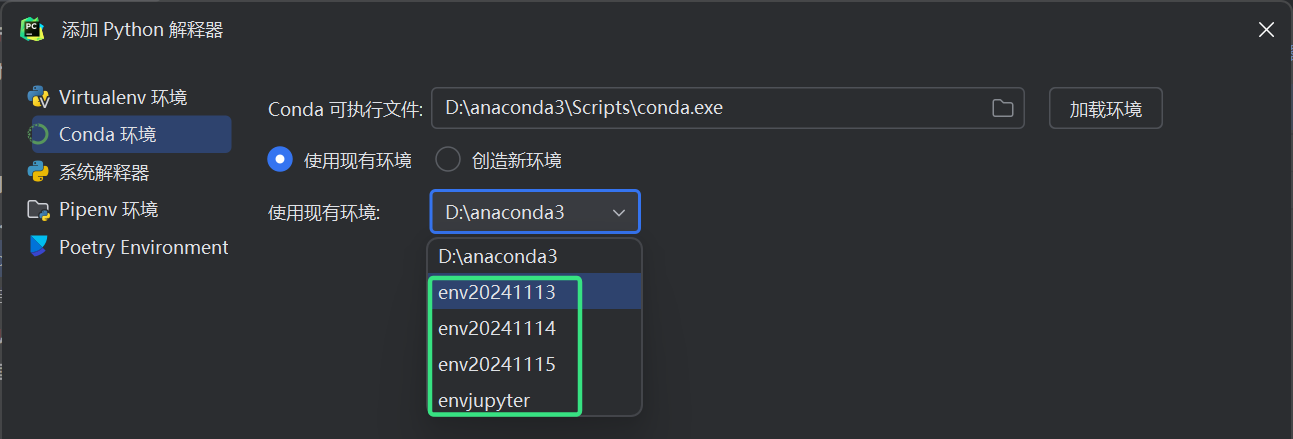 添加 Python 解释器
Virtualenv 环境
Conda 环境
系统解释器
Pipenv 环境
Poetry Environment
Conda 可执行文件: D:\anaconda3\Scripts\conda.exe 加载环境
使用现有环境 创造新环境
使用现有环境: D:\anaconda3
D:\anaconda3
env20241113
env20241114
env20241115
envjupyter